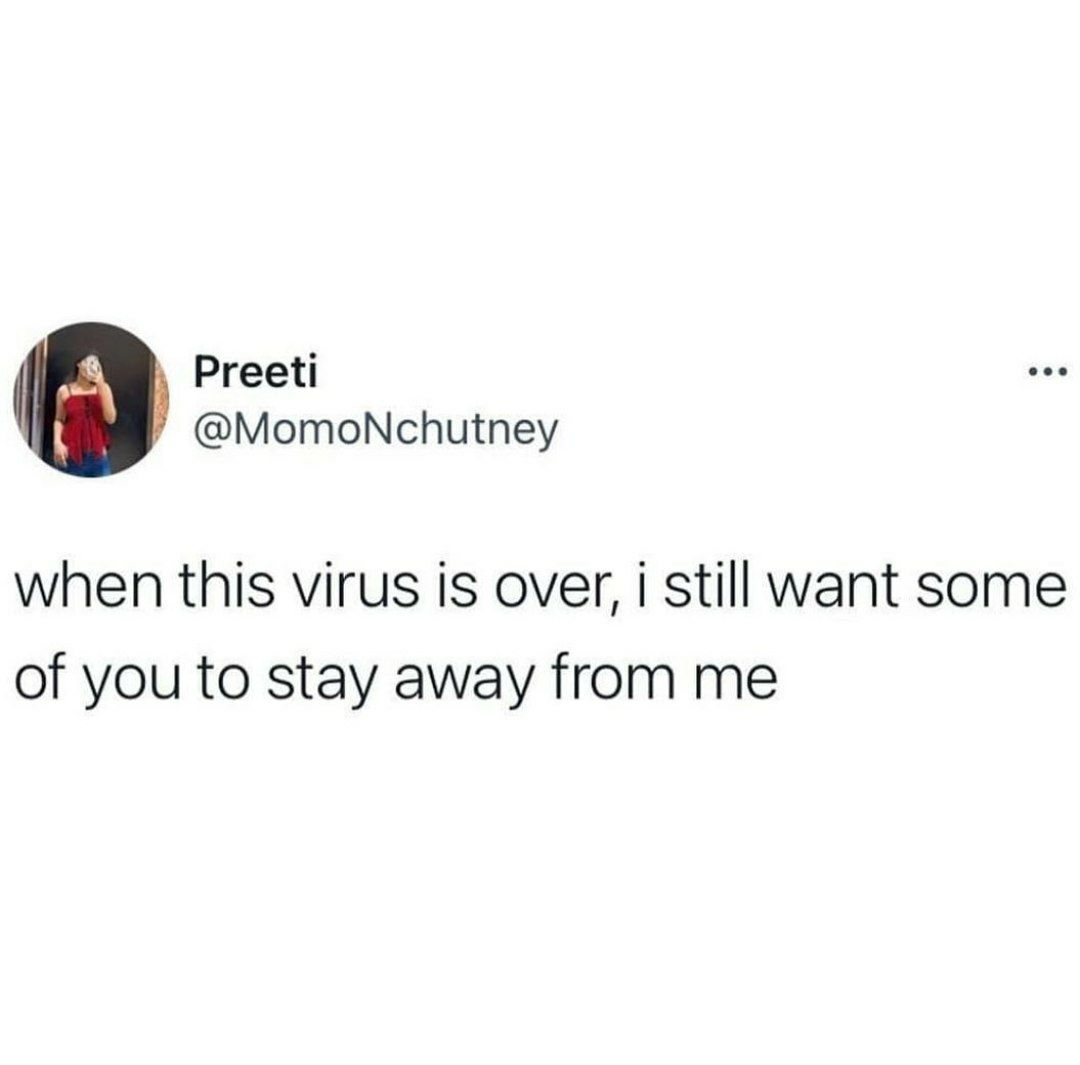 Preeti
@MomoNchutney
when this virus is over, i still want some
of you to stay away from me